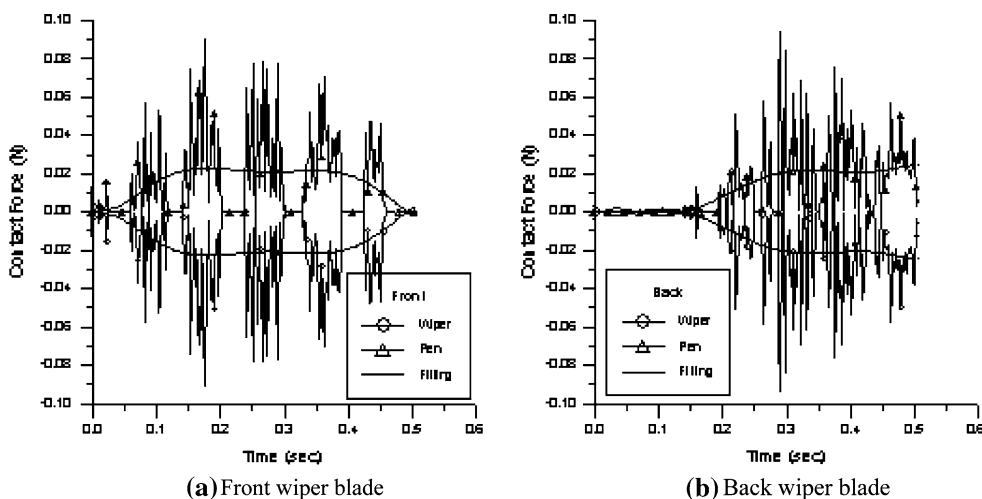 0.10
0.08
0.06
0.04
0.02
0.00
-0.02
-0.04
-0.06
-0.08
-0.10
Contact Force (N)
0.0 0.1 0.2 0.3 0.4 0.5 0.6
Time (sec)
Front
Wiper
Pen
Filling
(a) Front wiper blade
0.10
0.08
0.06
0.04
0.02
0.00
-0.02
-0.04
-0.06
-0.08
-0.10
Contact Force (N)
0.0 0.1 0.2 0.3 0.4 0.5 0.6
Time (sec)
Back
Wiper
Pen
Filling
(b) Back wiper blade